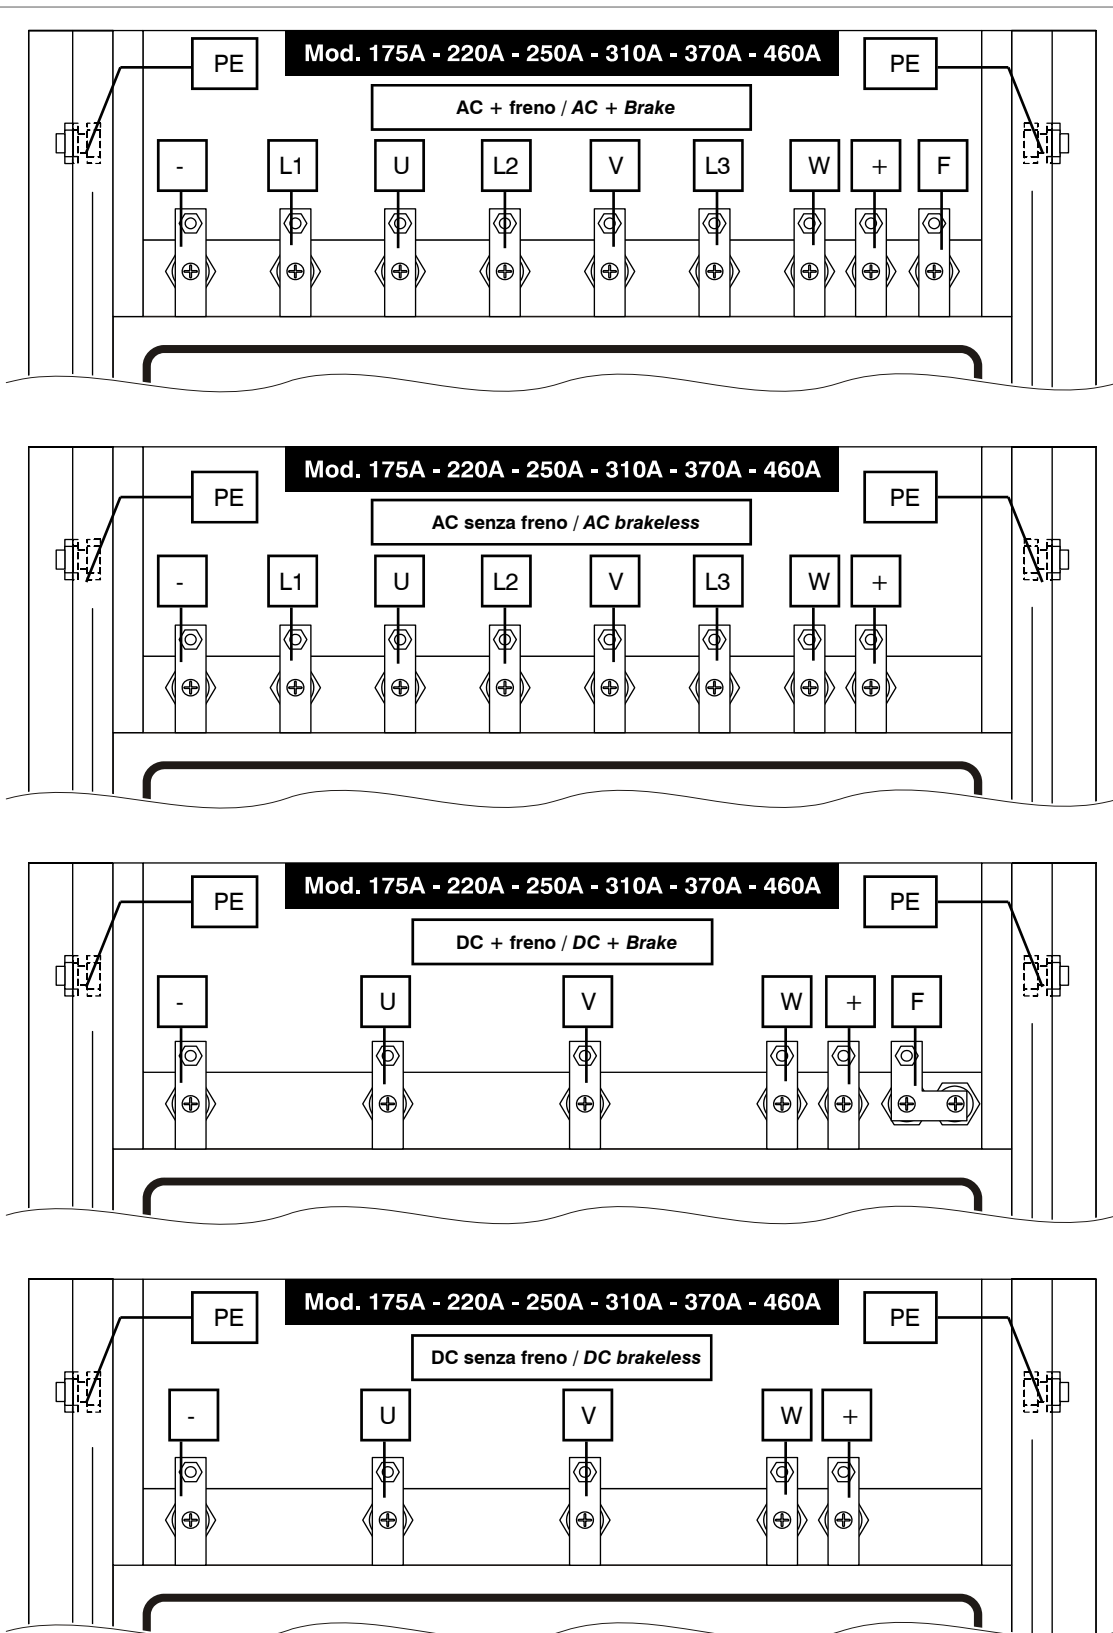 Mod. 175A - 220A - 250A - 310A - 370A - 460A
PE PE
AC + freno / AC + Brake
- L1 U L2 V L3 W + F
Mod. 175A - 220A - 250A - 310A - 370A - 460A
PE PE
AC senza freno / AC brakeless
- L1 U L2 V L3 W +
Mod. 175A - 220A - 250A - 310A - 370A - 460A
PE PE
DC + freno / DC + Brake
- U V W + F
Mod. 175A - 220A - 250A - 310A - 370A - 460A
PE PE
DC senza freno / DC brakeless
- U V W +